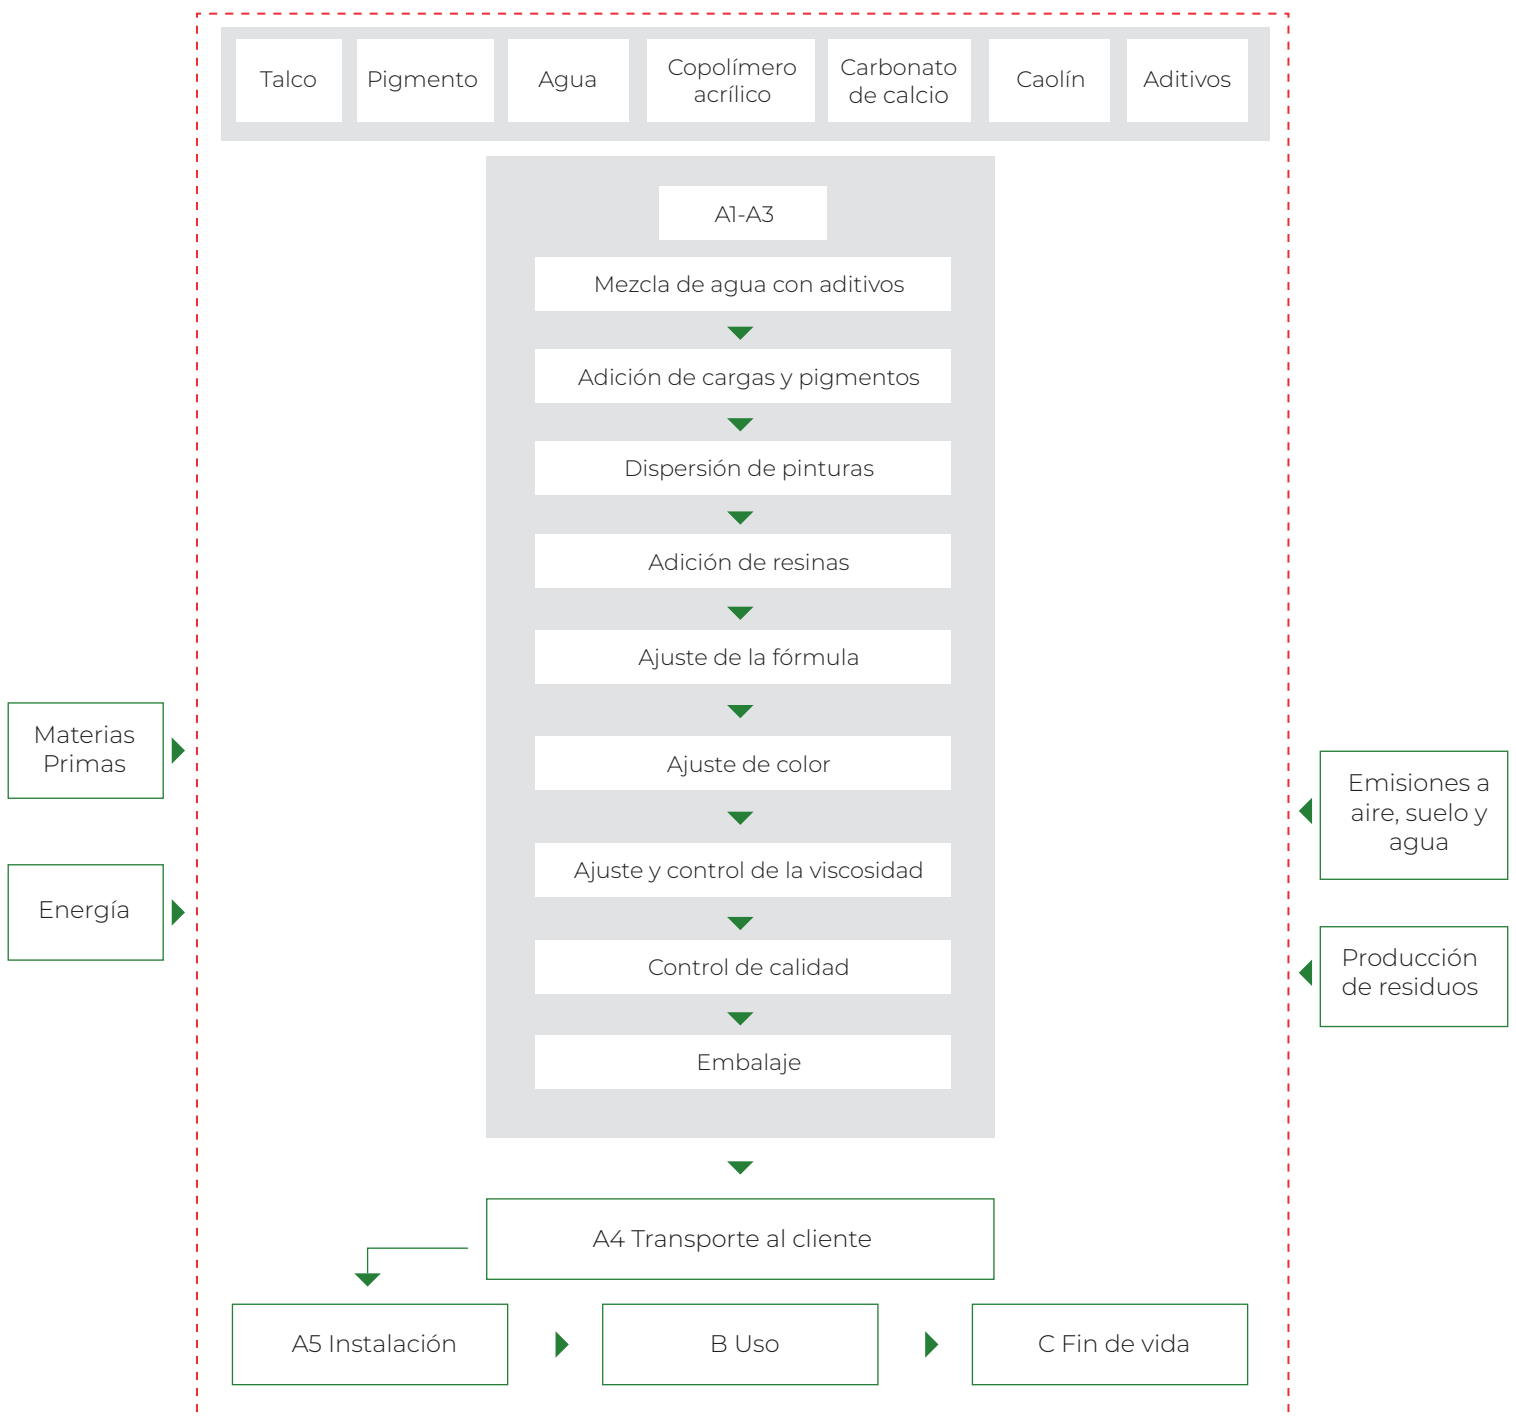 Talco
Pigmento
Agua
Copolímero
acrílico
Carbonato
de calcio
Caolín
Aditivos
A1-A3
Mezcla de agua con aditivos
Adición de cargas y pigmentos
Dispersión de pinturas
Adición de resinas
Ajuste de la fórmula
Materias
Primas
Ajuste de color
Emisiones a
aire, suelo y
agua
Ajuste y control de la viscosidad
Energía
Control de calidad
Producción
de residuos
Embalaje
A4 Transporte al cliente
A5 Instalación
B Uso
C Fin de vida